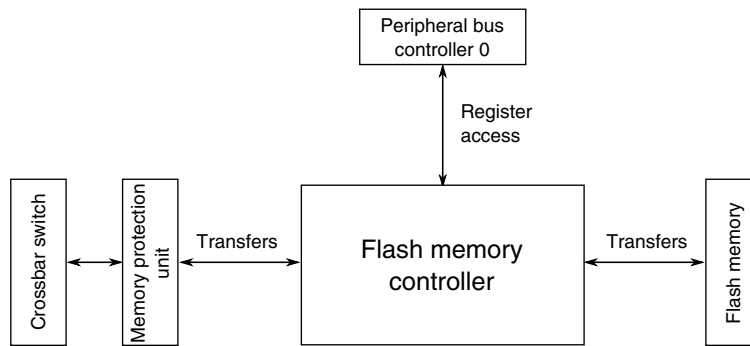 Peripheral bus
controller 0
Register
access
Crossbar switch
Memory protection
unit
Transfers
Flash memory
controller
Transfers
Flash memory